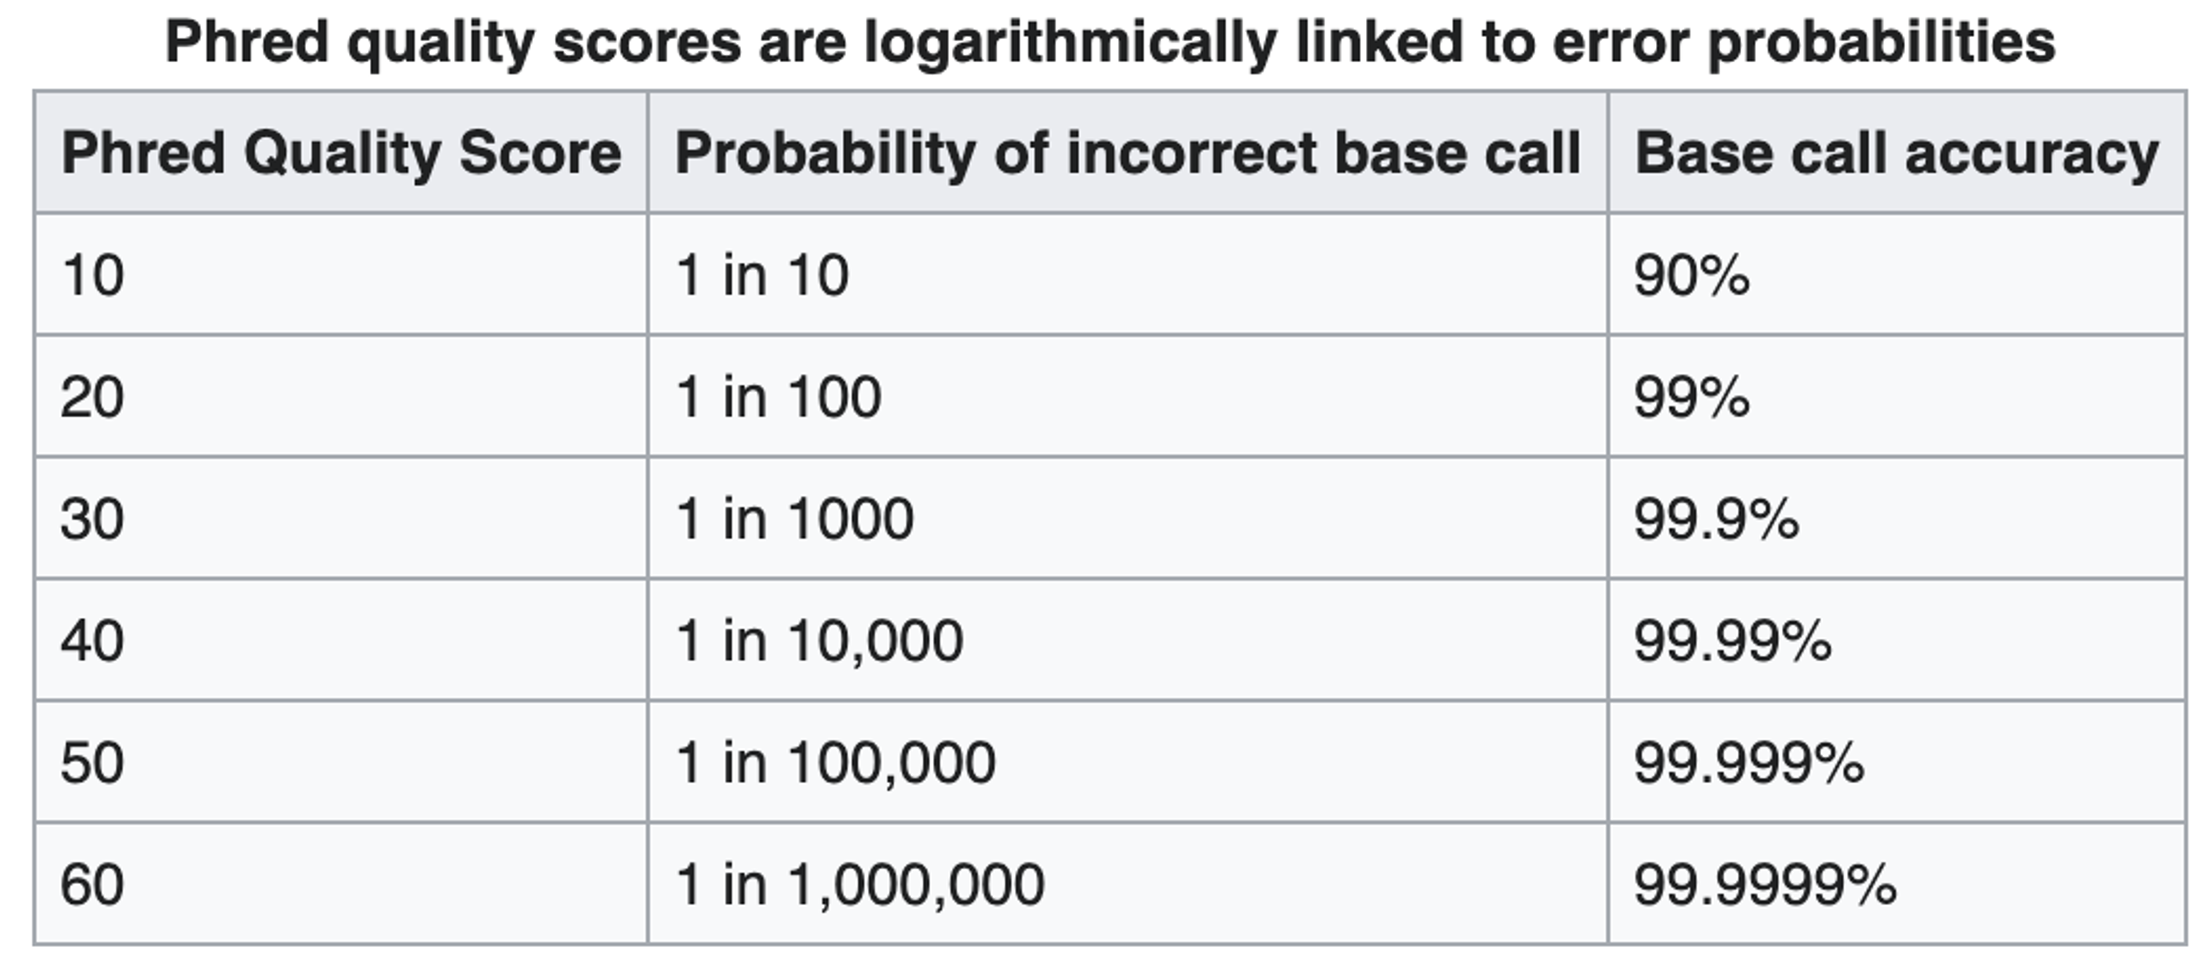 Phred quality scores are logarithmically linked to error probabilities
Phred Quality Score Probability of incorrect base call Base call accuracy
10 1 in 10 90%
20 1 in 100 99%
30 1 in 1000 99.9%
40 1 in 10,000 99.99%
50 1 in 100,000 99.999%
60 1 in 1,000,000 99.9999%